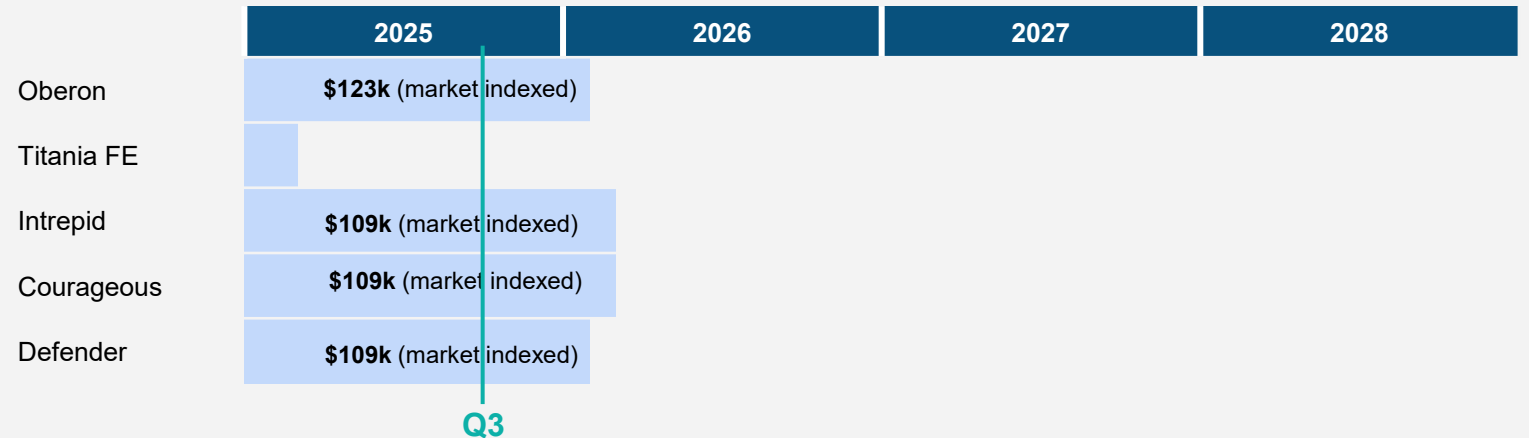 2025 2026 2027 2028
Oberon $123k (market indexed)
Titania FE
Intrepid $109k (market indexed)
Courageous $109k (market indexed)
Defender $109k (market indexed)
Q3